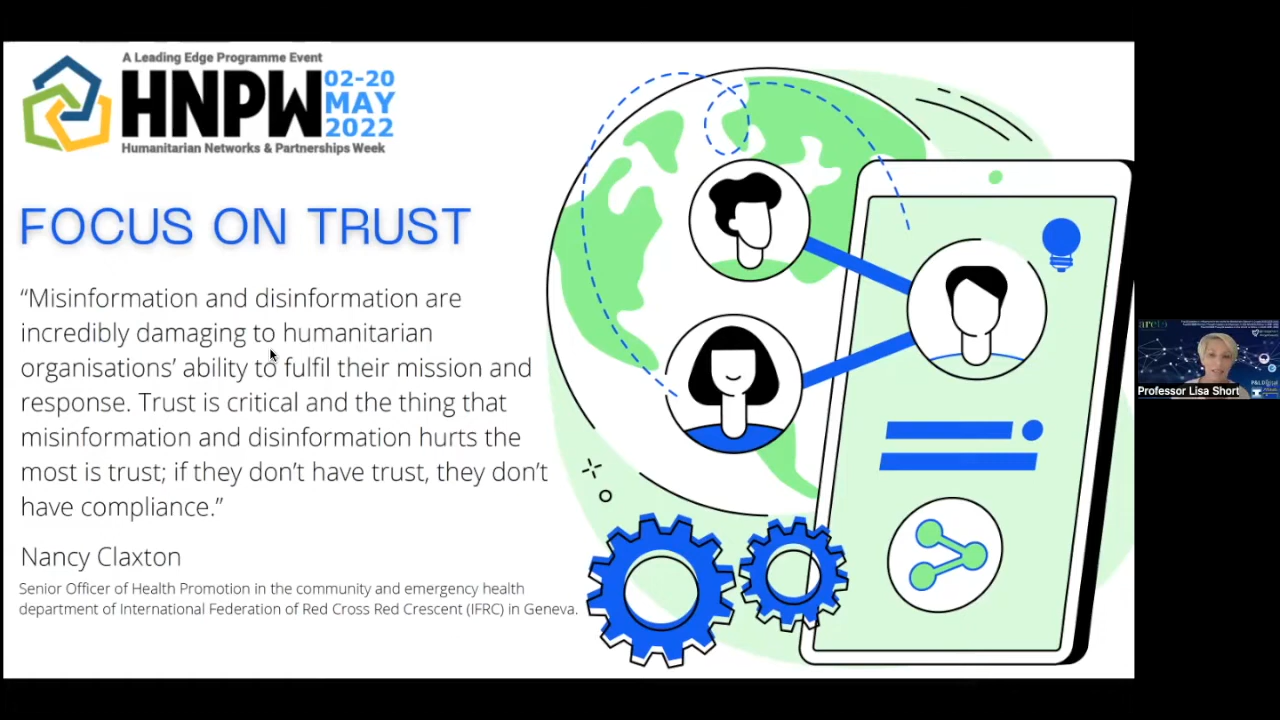 A Leading Edge Programme Event
HNPW
02-20
MAY
2022
Humanitarian Networks & Partnerships Week
FOCUS ON TRUST
“Misinformation and disinformation are
incredibly damaging to humanitarian
organisations’ ability to fulfil their mission and
response. Trust is critical and the thing that
misinformation and disinformation hurts the
most is trust; if they don’t have trust, they don’t
have compliance.”
Nancy Claxton
Senior Officer of Health Promotion in the community and emergency health
department of International Federation of Red Cross Red Crescent (IFRC) in Geneva.
Professor Lisa Short